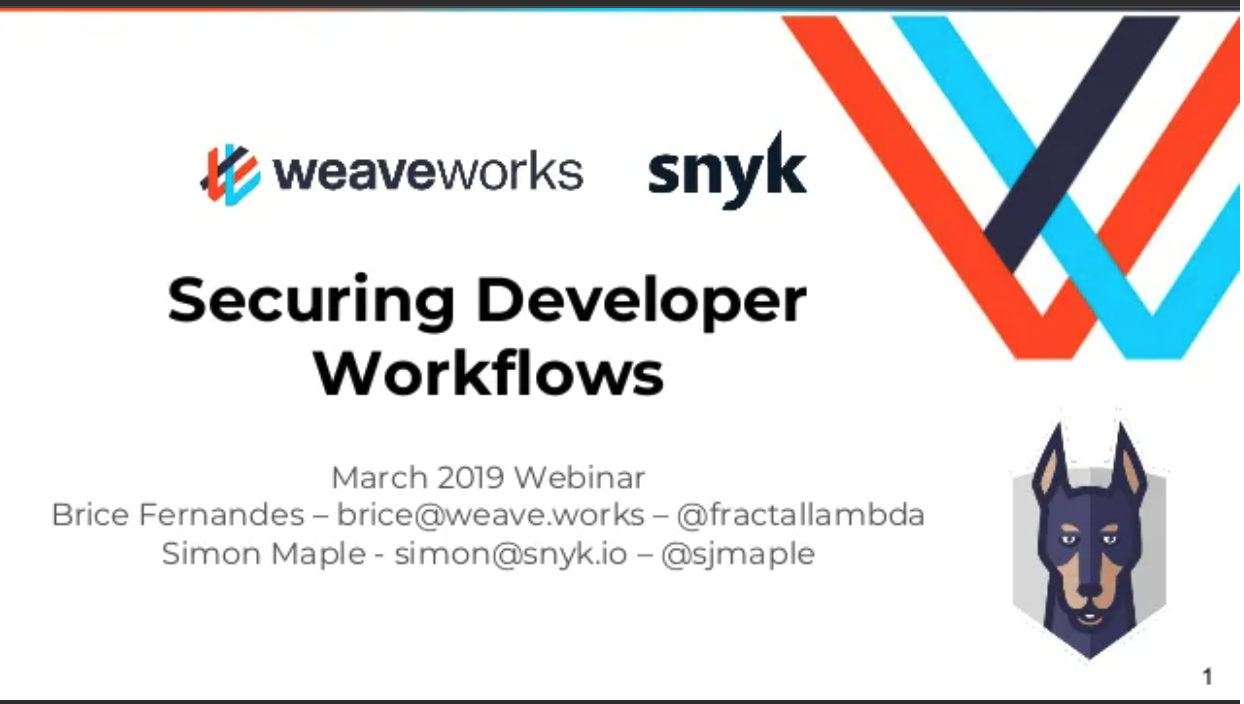 weaveworks snyk
Securing Developer
Workflows
March 2019 Webinar
Brice Fernandes – brice@weave.works – @fractallambda
Simon Maple - simon@snyk.io – @sjmaple
1